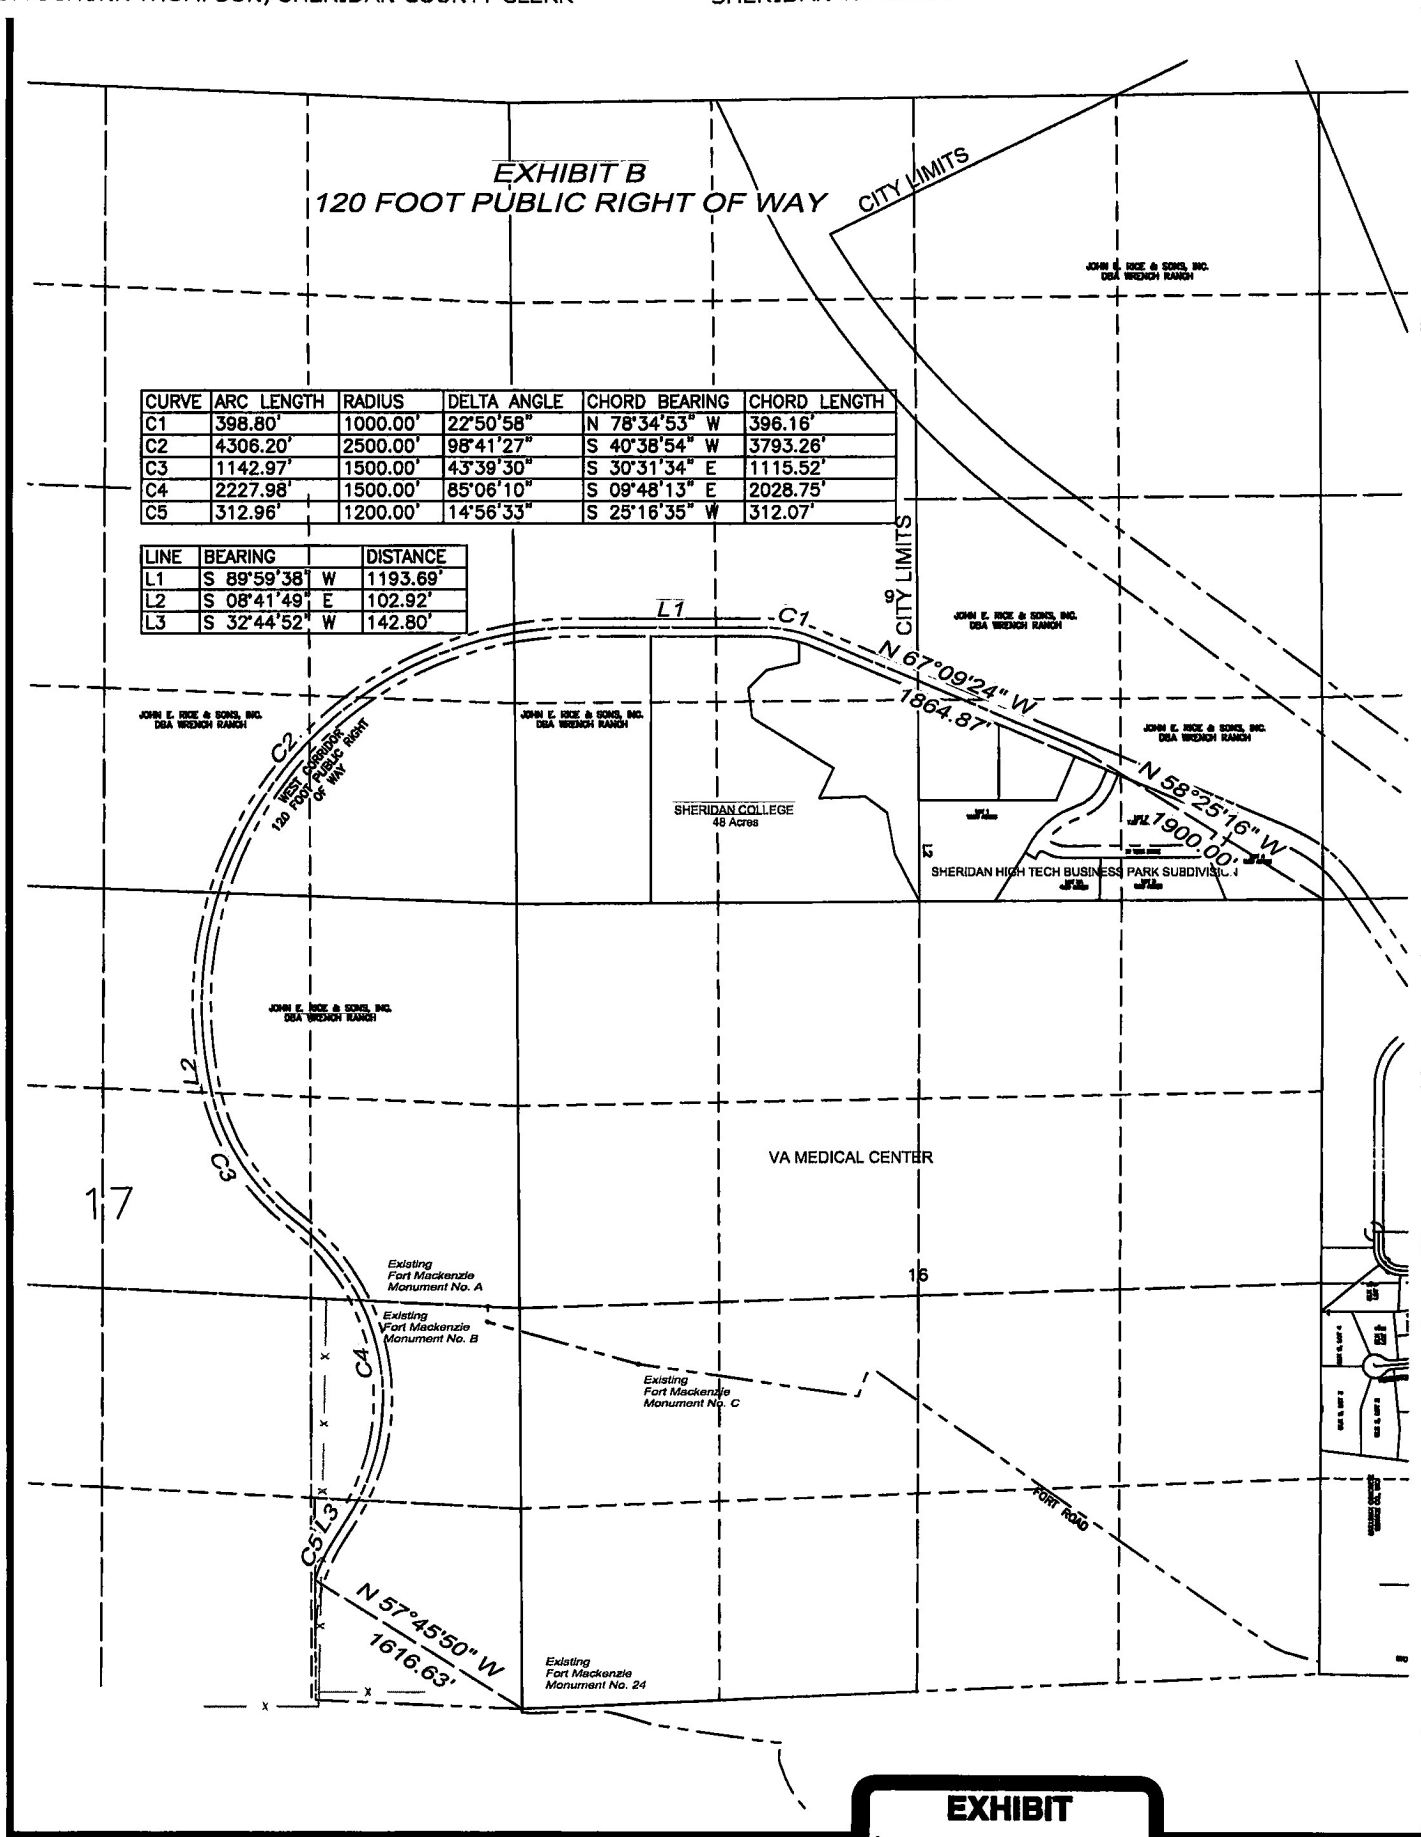 SHERIDAN COUNTY CLERK
EXHIBIT B
120 FOOT PUBLIC RIGHT OF WAY
CITY LIMITS
JOHN E. RICE & SONS, INC.
DBA WRENCH RANCH
CURVE ARC LENGTH RADIUS DELTA ANGLE CHORD BEARING CHORD LENGTH
C1 398.80' 1000.00' 22°50'58" N 78°34'53" W 396.16'
C2 4306.20' 2500.00' 98°41'27" S 40°38'54" W 3793.26'
C3 1142.97' 1500.00' 43°39'30" S 30°31'34" E 1115.52'
C4 2227.98' 1500.00' 85°06'10" S 09°48'13" E 2028.75'
C5 312.96' 1200.00' 14°56'33" S 25°16'35" W 312.07'
LINE BEARING DISTANCE
L1 S 89°59'38" W 1193.69'
L2 S 08°41'49" E 102.92'
L3 S 32°44'52" W 142.80'
CITY LIMITS
9
L1
C1
JOHN E. RICE & SONS, INC.
DBA WRENCH RANCH
N 67°09'24" W
1864.87'
JOHN E. RICE & SONS, INC.
DBA WRENCH RANCH
JOHN E. RICE & SONS, INC.
DBA WRENCH RANCH
JOHN E. RICE & SONS, INC.
DBA WRENCH RANCH
C2
WEST CORRIDOR
120 FOOT PUBLIC RIGHT
OF WAY
N 58°25'16" W
1900.00'
SHERIDAN COLLEGE
48 Acres
L2
SHERIDAN HIGH TECH BUSINESS PARK SUBDIVISION
JOHN E. RICE & SONS, INC.
DBA WRENCH RANCH
L2
C3
VA MEDICAL CENTER
17
16
Existing
Fort Mackenzie
Monument No. A
Existing
Fort Mackenzie
Monument No. B
C4
Existing
Fort Mackenzie
Monument No. C
FORT ROAD
L3
C5
N 57°45'50" W
1616.63'
Existing
Fort Mackenzie
Monument No. 24
EXHIBIT